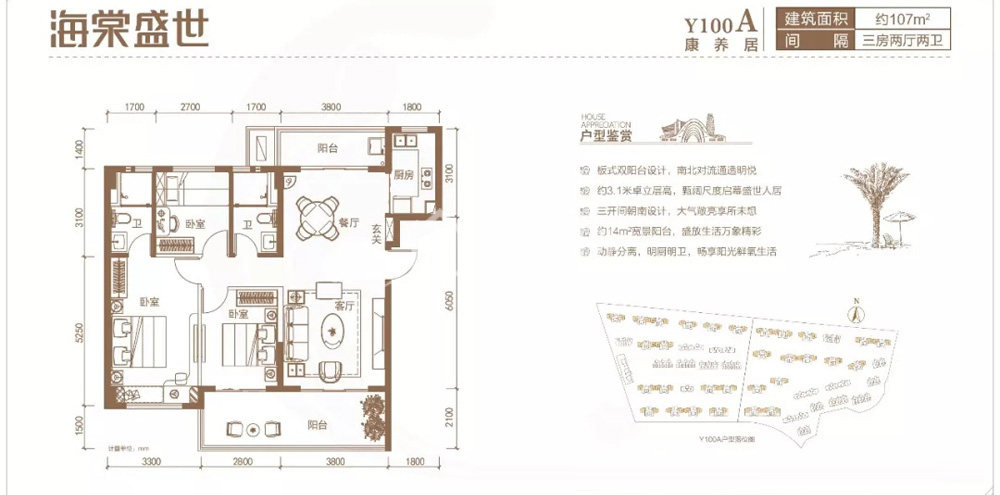 海棠盛世
Y100A
康养居
建筑面积 约107m²
间隔 三房两厅两卫
HOUSE
APPRECIATION
户型鉴赏
板式双阳台设计，南北对流通透明悦
约3.1米卓立层高，甄阔尺度启幕盛世人居
三开间朝南设计，大气敞亮享所未想
约14m²宽景阳台，盛放生活万象精彩
动静分离，明厨明卫，畅享阳光鲜氧生活
1700 2700 1700 3800 1800
1400
3100
5250
1500
3100
6050
2100
阳台
厨房
卫
卧室
卫
餐厅
玄关
卧室
卧室
客厅
阳台
计量单位：mm
3300 2800 3800 1800
N
Y100A户型落位图